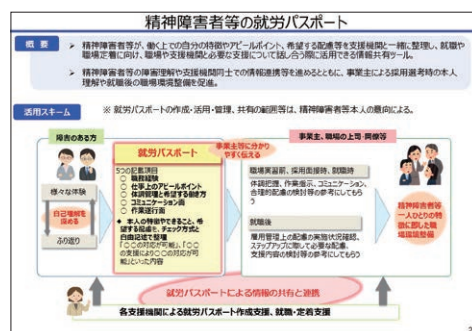 精神障害者等の就労パスポート
概 要
➢ 精神障害者等が、働く上での自分の特徴やアピールポイント、希望する配慮等を支援機関と一緒に整理し、就職や
職場定着に向け、職場や支援機関と必要な支援について話し合う際に活用できる情報共有ツール。
➢ 精神障害者等の障害理解や支援機関同士での情報連携等を進めるとともに、事業主による採用選考時の本人
理解や就職後の職場環境整備を促進。
活用スキーム
※ 就労パスポートの作成・活用・管理、共有の範囲等は、精神障害者等本人の意向による。
障害のある方
様々な体験
自己理解を
深める
ふり返り
就労パスポート
5つの記載項目
○ 職務経験
○ 仕事上のアピールポイント
○ 体調管理と希望する働き方
○ コミュニケーション面
○ 作業遂行面
● 本人の特徴やできること、希
望する配慮を、チェック方式と
自由記述で整理
「○○の対応が可能」、「○○
の支援により○○の対応が可
能」といった内容
事業主等に分かり
やすく伝える
事業主、職場の上司・同僚等
職場実習前、採用面接時、就職時
体調把握、作業指示、コミュニケーション、
合理的配慮の検討等の参考にしてもらう
就職後
雇用管理上の配慮の実施状況確認、
ステップアップに際して必要な配慮、
支援内容の検討等の参考にしてもらう
精神障害者等
一人ひとりの特
徴に即した職
場環境整備
就労パスポートによる情報の共有と連携
各支援機関による就労パスポート作成支援、就職・定着支援